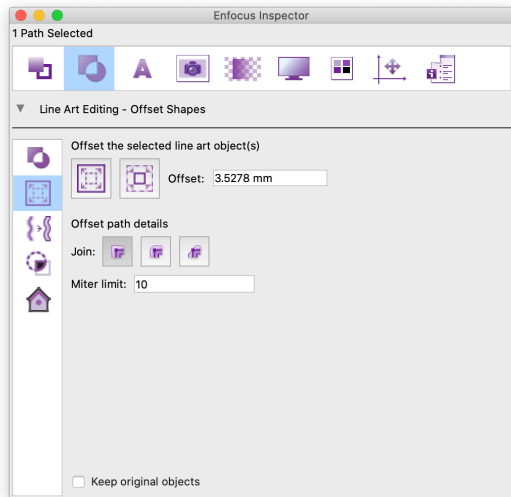 Enfocus Inspector
1 Path Selected
A
Line Art Editing - Offset Shapes
Offset the selected line art object(s)
Offset: 3.5278 mm
Offset path details
Join:
Miter limit: 10
Keep original objects